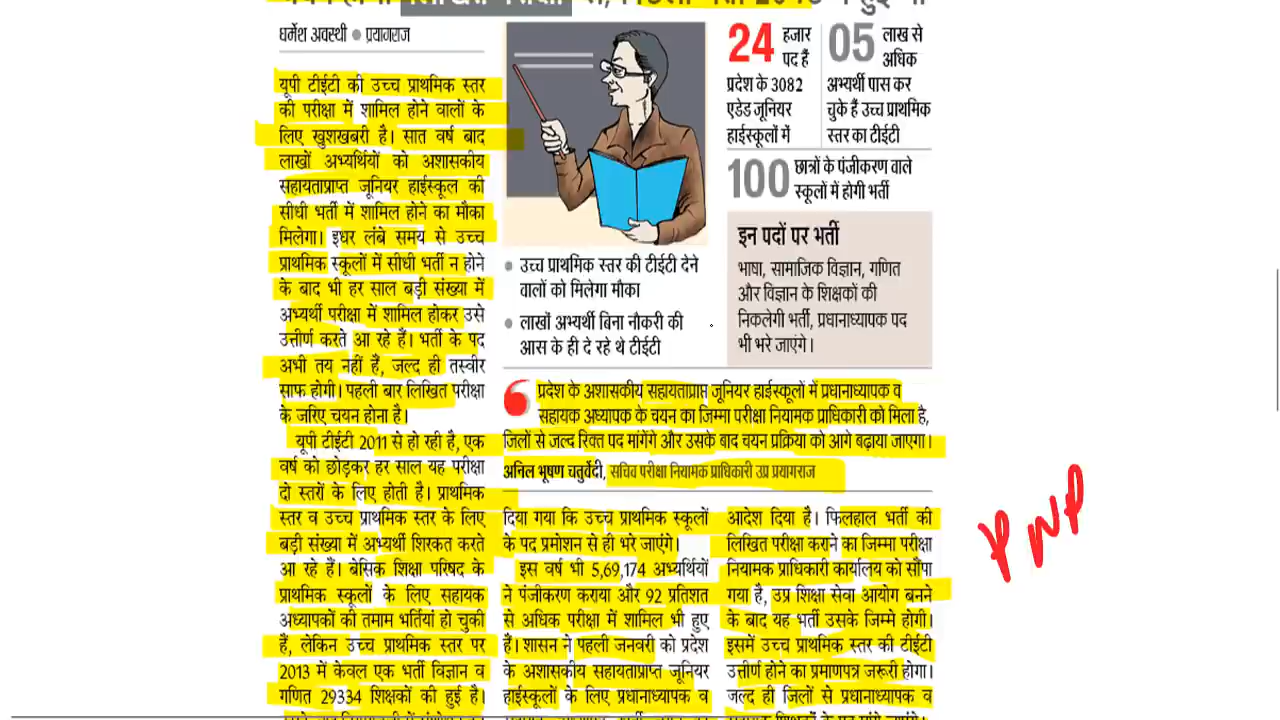 धर्मेश अवस्थी ● प्रयागराज
यूपी टीईटी की उच्च प्राथमिक स्तर
की परीक्षा में शामिल होने वालों के
लिए खुशखबरी है। सात वर्ष बाद
लाखों अभ्यर्थियों को अशासकीय
सहायताप्राप्त जूनियर हाईस्कूल की
सीधी भर्ती में शामिल होने का मौका
मिलेगा। इधर लंबे समय से उच्च
प्राथमिक स्कूलों में सीधी भर्ती न होने
के बाद भी हर साल बड़ी संख्या में
अभ्यर्थी परीक्षा में शामिल होकर उसे
उत्तीर्ण करते आ रहे हैं। भर्ती के पद
अभी तय नहीं हैं, जल्द ही तस्वीर
साफ होगी। पहली बार लिखित परीक्षा
के जरिए चयन होना है।
यूपी टीईटी 2011 से हो रही है, एक
वर्ष को छोड़कर हर साल यह परीक्षा
दो स्तरों के लिए होती है। प्राथमिक
स्तर व उच्च प्राथमिक स्तर के लिए
बड़ी संख्या में अभ्यर्थी शिरकत करते
आ रहे हैं। बेसिक शिक्षा परिषद के
प्राथमिक स्कूलों के लिए सहायक
अध्यापकों की तमाम भर्तियां हो चुकी
हैं, लेकिन उच्च प्राथमिक स्तर पर
2013 में केवल एक भर्ती विज्ञान व
गणित 29334 शिक्षकों की हुई है।
● उच्च प्राथमिक स्तर की टीईटी देने
वालों को मिलेगा मौका
● लाखों अभ्यर्थी बिना नौकरी की
आस के ही दे रहे थे टीईटी
24 हजार
पद हैं
प्रदेश के 3082
एडेड जूनियर
हाईस्कूलों में
05 लाख से
अधिक
अभ्यर्थी पास कर
चुके हैं उच्च प्राथमिक
स्तर का टीईटी
100 छात्रों के पंजीकरण वाले
स्कूलों में होगी भर्ती
इन पदों पर भर्ती
भाषा, सामाजिक विज्ञान, गणित
और विज्ञान के शिक्षकों की
निकलेगी भर्ती, प्रधानाध्यापक पद
भी भरे जाएंगे।
प्रदेश के अशासकीय सहायताप्राप्त जूनियर हाईस्कूलों में प्रधानाध्यापक व
सहायक अध्यापक के चयन का जिम्मा परीक्षा नियामक प्राधिकारी को मिला है,
जिलों से जल्द रिक्त पद मांगेंगे और उसके बाद चयन प्रक्रिया को आगे बढ़ाया जाएगा।
अनिल भूषण चतुर्वेदी, सचिव परीक्षा नियामक प्राधिकारी उप्र प्रयागराज
दिया गया कि उच्च प्राथमिक स्कूलों
के पद प्रमोशन से ही भरे जाएंगे।
इस वर्ष भी 5,69,174 अभ्यर्थियों
ने पंजीकरण कराया और 92 प्रतिशत
से अधिक परीक्षा में शामिल भी हुए
हैं। शासन ने पहली जनवरी को प्रदेश
के अशासकीय सहायताप्राप्त जूनियर
हाईस्कूलों के लिए प्रधानाध्यापक व
आदेश दिया है। फिलहाल भर्ती की
लिखित परीक्षा कराने का जिम्मा परीक्षा
नियामक प्राधिकारी कार्यालय को सौंपा
गया है, उप्र शिक्षा सेवा आयोग बनने
के बाद यह भर्ती उसके जिम्मे होगी।
इसमें उच्च प्राथमिक स्तर की टीईटी
उत्तीर्ण होने का प्रमाणपत्र जरूरी होगा।
जल्द ही जिलों से प्रधानाध्यापक व
PNP